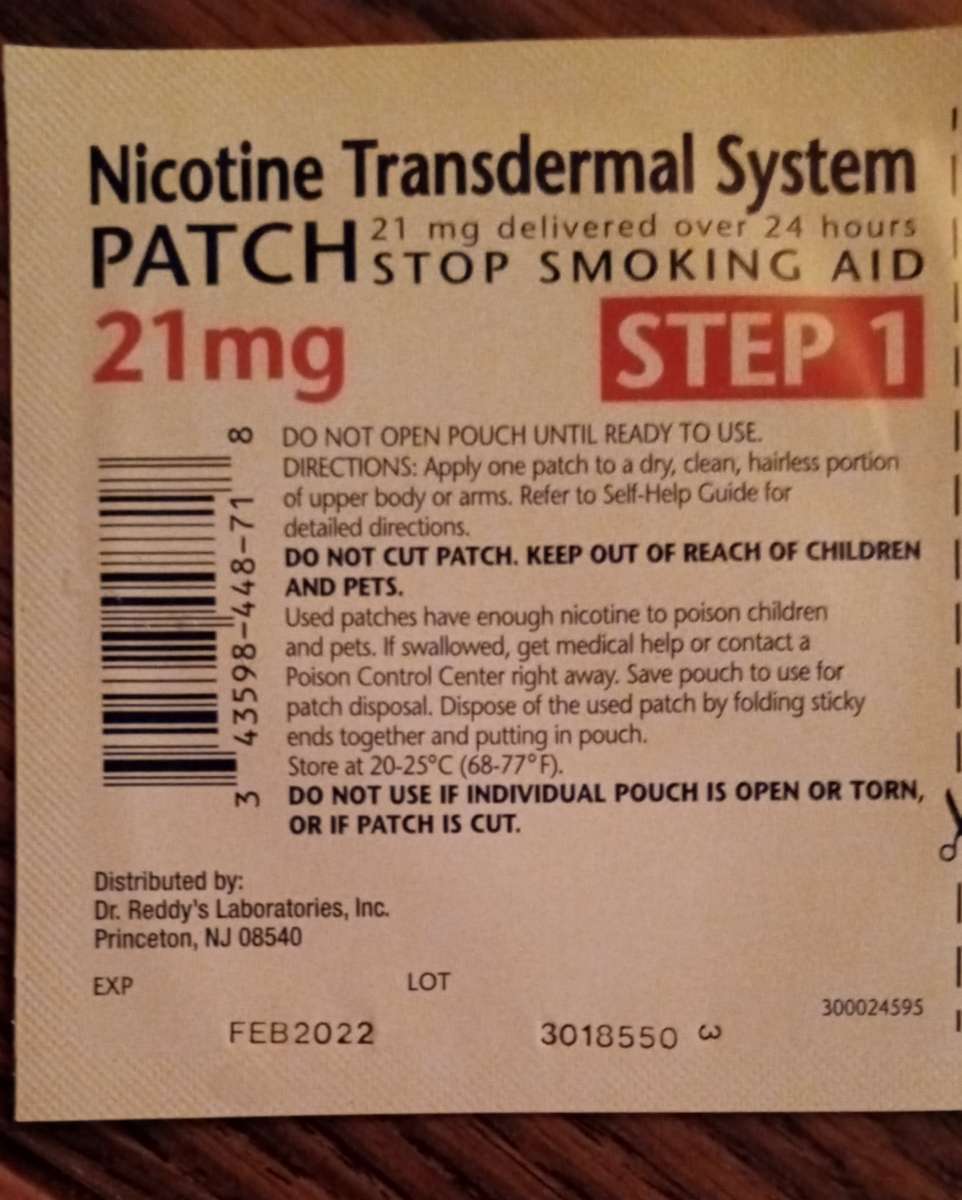 Nicotine Transdermal System
PATCH 21 mg delivered over 24 hours
STOP SMOKING AID
21mg STEP 1
DO NOT OPEN POUCH UNTIL READY TO USE.
DIRECTIONS: Apply one patch to a dry, clean, hairless portion
of upper body or arms. Refer to Self-Help Guide for
detailed directions.
DO NOT CUT PATCH. KEEP OUT OF REACH OF CHILDREN
AND PETS.
Used patches have enough nicotine to poison children
and pets. If swallowed, get medical help or contact a
Poison Control Center right away. Save pouch to use for
patch disposal. Dispose of the used patch by folding sticky
ends together and putting in pouch.
Store at 20-25°C (68-77°F).
DO NOT USE IF INDIVIDUAL POUCH IS OPEN OR TORN,
OR IF PATCH IS CUT.
3 43598-448-71 8
Distributed by:
Dr. Reddy's Laboratories, Inc.
Princeton, NJ 08540
EXP LOT
300024595
FEB2022 3018550 3